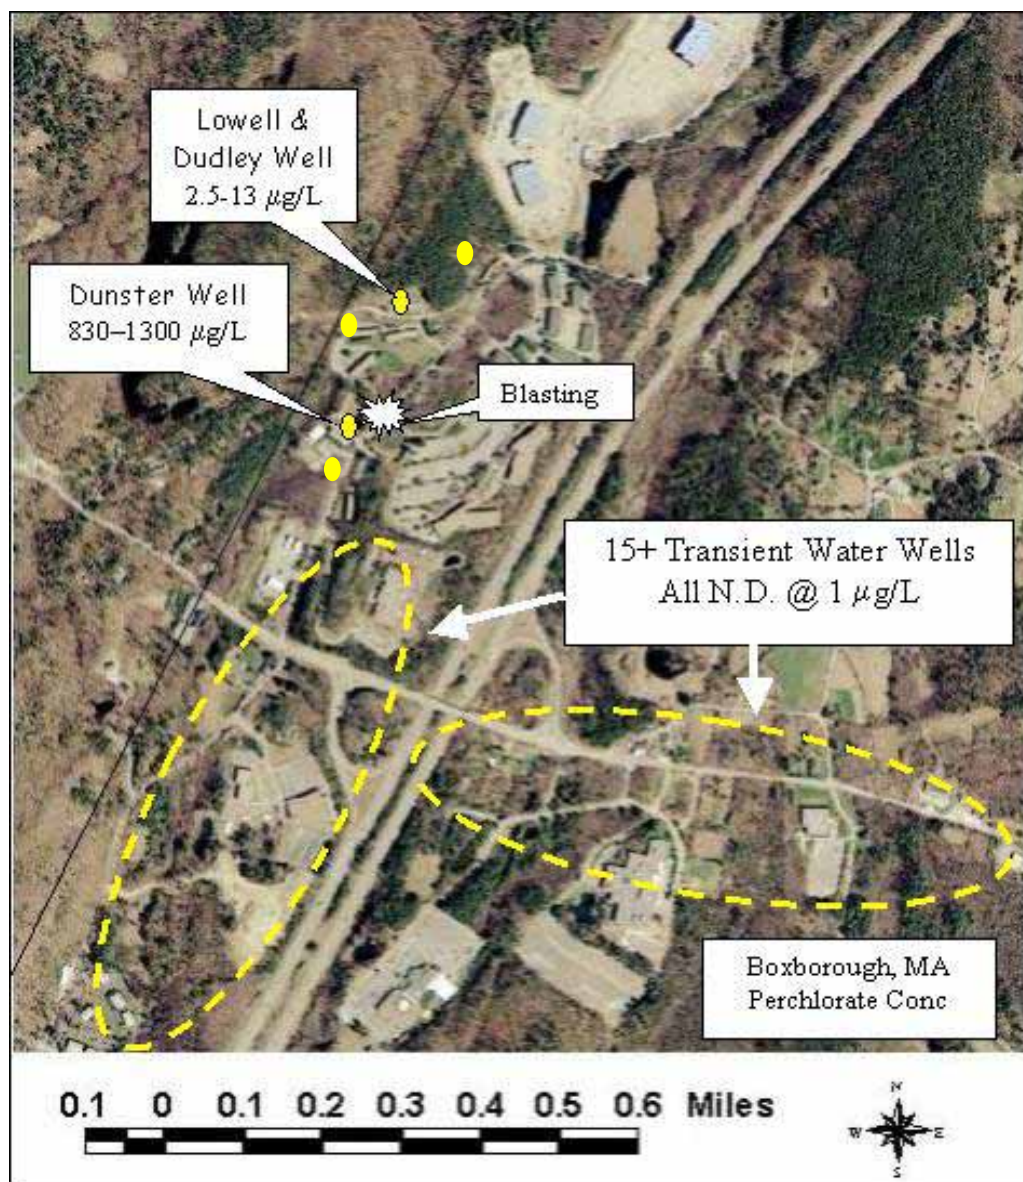 Lowell &
Dudley Well
2.5-13 µg/L
Dunster Well
830–1300 µg/L
Blasting
15+ Transient Water Wells
All N.D. @ 1 µg/L
Boxborough, MA
Perchlorate Conc
0.1 0 0.1 0.2 0.3 0.4 0.5 0.6 Miles
N
W E
S